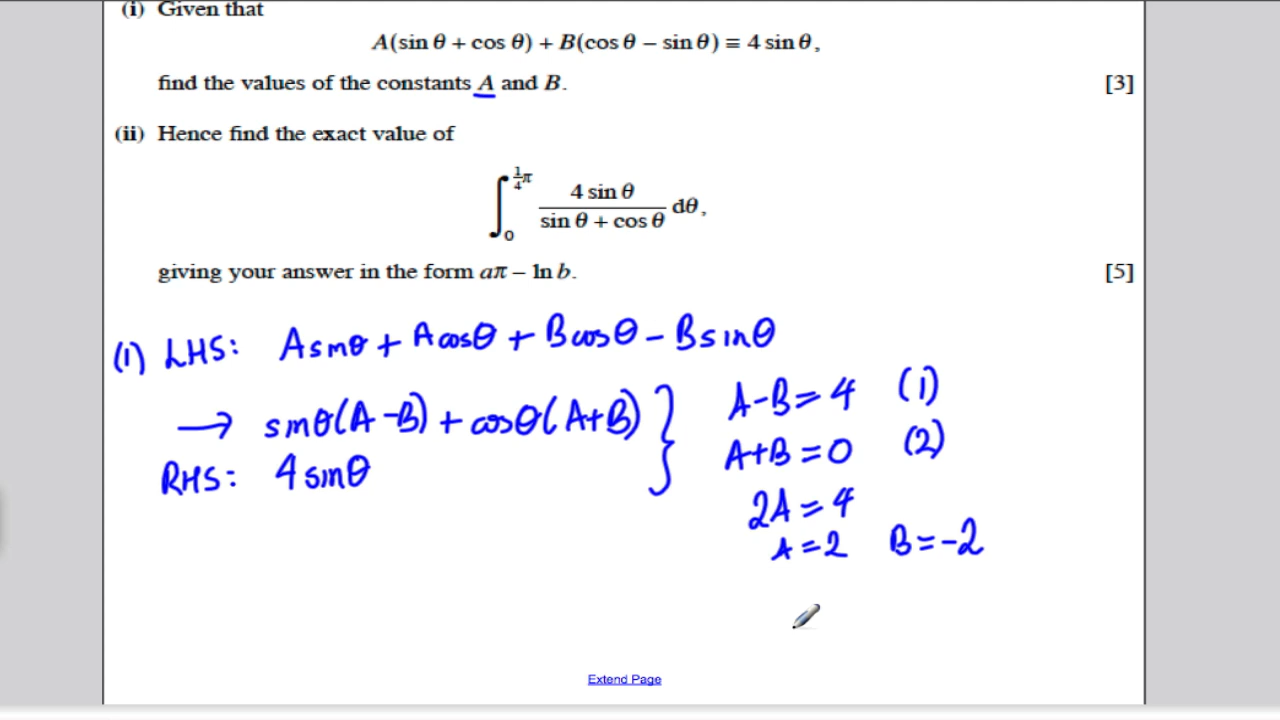 (i) Given that
A(sin θ + cos θ) + B(cos θ − sin θ) ≡ 4 sin θ,
find the values of the constants A and B. [3]
(ii) Hence find the exact value of
∫₀^{¼π} (4 sin θ)/(sin θ + cos θ) dθ,
giving your answer in the form aπ − ln b. [5]
(1) LHS: A sinθ + A cosθ + B cosθ − B sinθ
→ sinθ(A − B) + cosθ(A+B) }
RHS: 4 sinθ
A−B = 4 (1)
A+B = 0 (2)
2A = 4
A = 2 B = −2
Extend Page